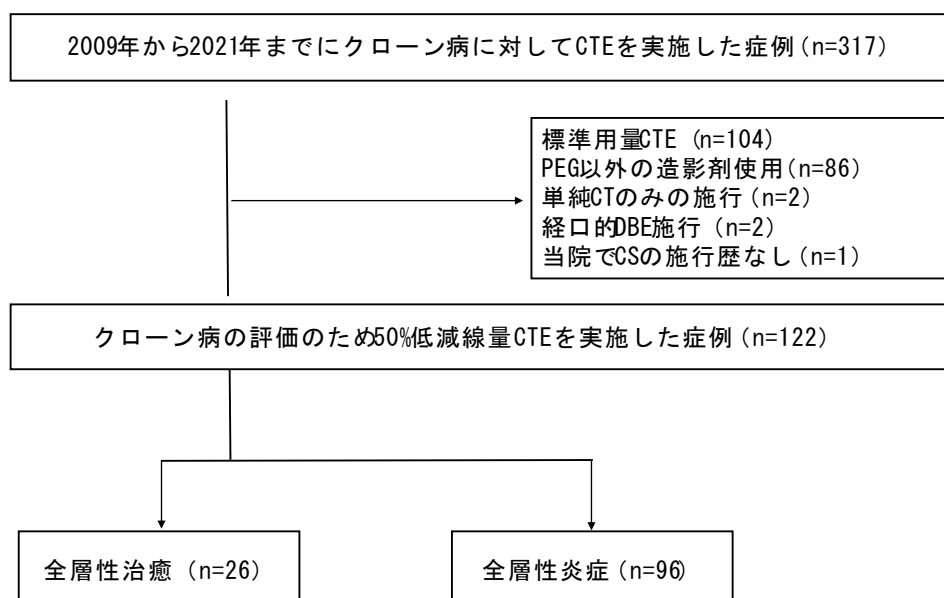 2009年から2021年までにクローン病に対してCTEを実施した症例(n=317)
標準用量CTE (n=104)
PEG以外の造影剤使用(n=86)
単純CTのみの施行(n=2)
経口的DBE施行 (n=2)
当院でCSの施行歴なし(n=1)
クローン病の評価のため50%低減線量CTEを実施した症例(n=122)
全層性治癒 (n=26)
全層性炎症(n=96)